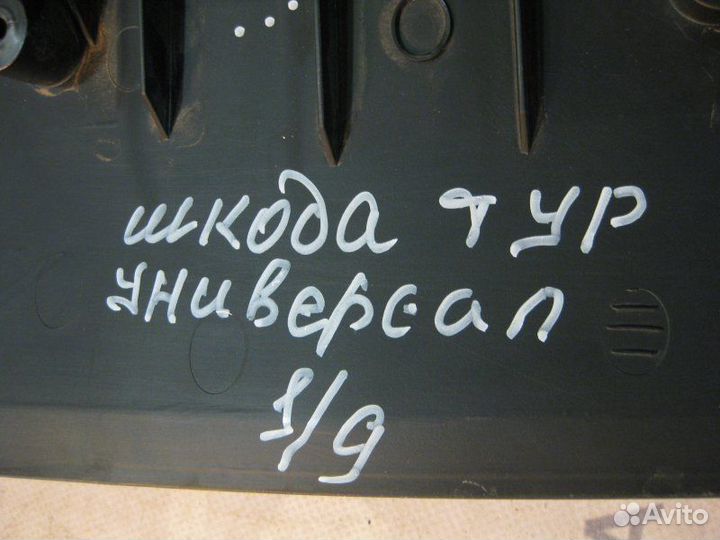 шкода тур
универсал
1/9
Avito